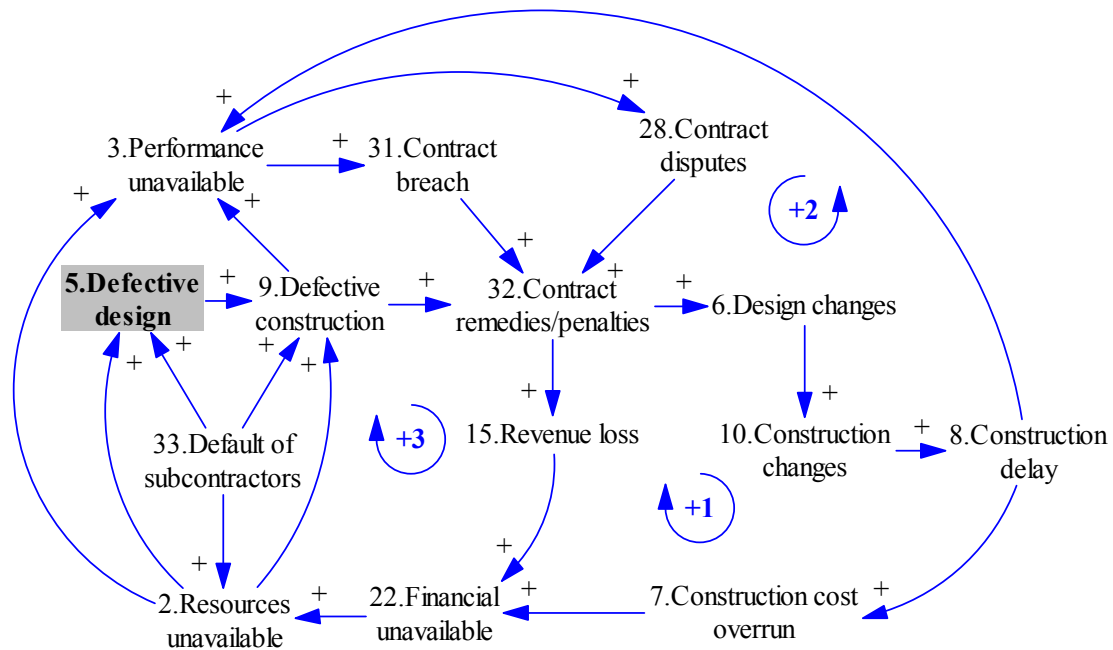 +
+
+
28.Contract
disputes
3.Performance
unavailable
+
31.Contract
breach
+
+
+2
+
+
5.Defective
design
+
9.Defective
construction
+
32.Contract
remedies/penalties
+
6.Design changes
+
+
+
+
+
+
33.Default of
subcontractors
+3
15.Revenue loss
10.Construction
changes
+
8.Construction
delay
+1
+
+
2.Resources
unavailable
+
22.Financial
unavailable
+
7.Construction cost
overrun
+